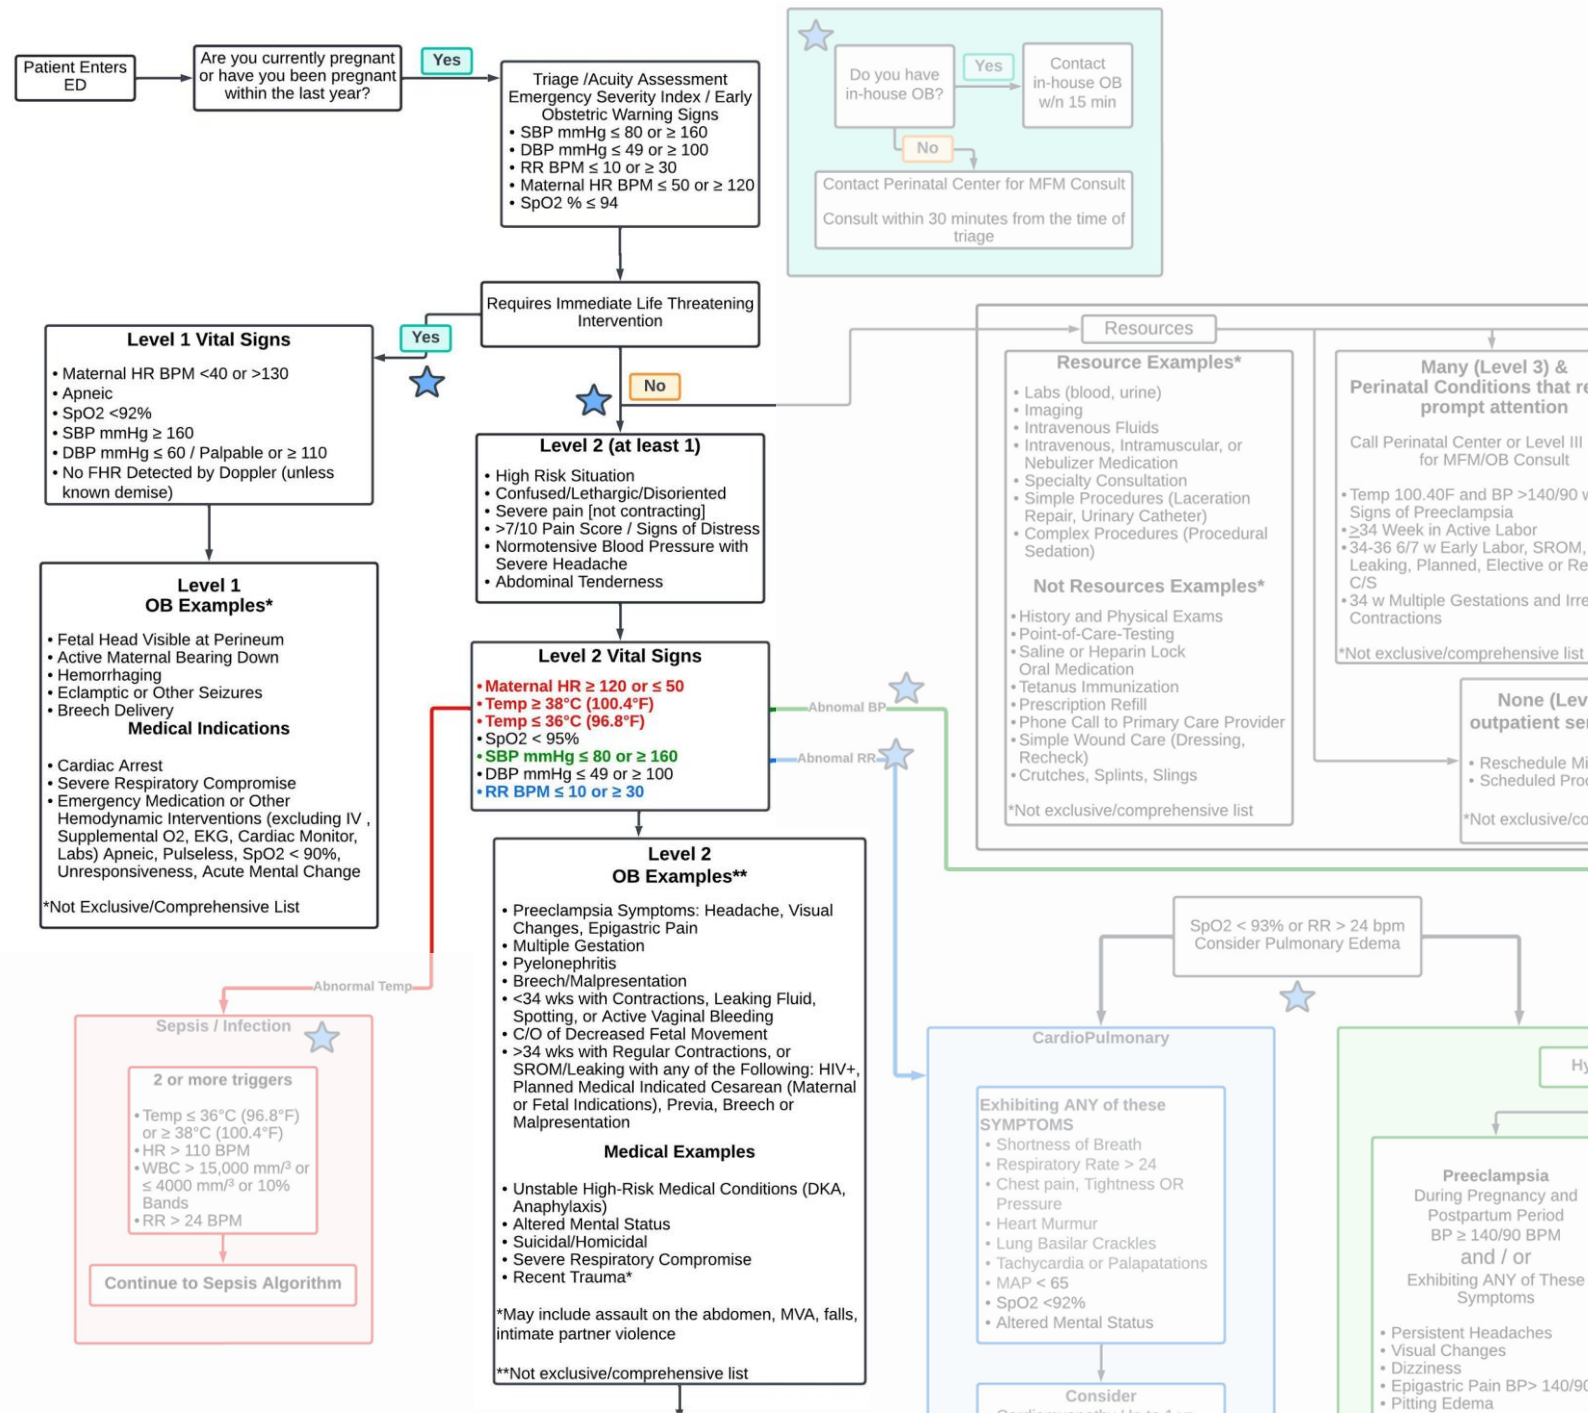 Patient Enters
ED
Are you currently pregnant
or have you been pregnant
within the last year?
Yes
Triage /Acuity Assessment
Emergency Severity Index / Early
Obstetric Warning Signs
• SBP mmHg ≤ 80 or ≥ 160
• DBP mmHg ≤ 49 or ≥ 100
• RR BPM ≤ 10 or ≥ 30
• Maternal HR BPM ≤ 50 or ≥ 120
• SpO2 % ≤ 94
Do you have
in-house OB?
Yes
Contact
in-house OB
w/n 15 min
No
Contact Perinatal Center for MFM Consult
Consult within 30 minutes from the time of
triage
Requires Immediate Life Threatening
Intervention
Yes
No
Level 1 Vital Signs
• Maternal HR BPM <40 or >130
• Apneic
• SpO2 <92%
• SBP mmHg ≥ 160
• DBP mmHg ≤ 60 / Palpable or ≥ 110
• No FHR Detected by Doppler (unless
known demise)
Level 1
OB Examples*
• Fetal Head Visible at Perineum
• Active Maternal Bearing Down
• Hemorrhaging
• Eclamptic or Other Seizures
• Breech Delivery
Medical Indications
• Cardiac Arrest
• Severe Respiratory Compromise
• Emergency Medication or Other
Hemodynamic Interventions (excluding IV ,
Supplemental O2, EKG, Cardiac Monitor,
Labs) Apneic, Pulseless, SpO2 < 90%,
Unresponsiveness, Acute Mental Change
*Not Exclusive/Comprehensive List
Level 2 (at least 1)
• High Risk Situation
• Confused/Lethargic/Disoriented
• Severe pain [not contracting]
• >7/10 Pain Score / Signs of Distress
• Normotensive Blood Pressure with
Severe Headache
• Abdominal Tenderness
Level 2 Vital Signs
• Maternal HR ≥ 120 or ≤ 50
• Temp ≥ 38°C (100.4°F)
• Temp ≤ 36°C (96.8°F)
• SpO2 < 95%
• SBP mmHg ≤ 80 or ≥ 160
• DBP mmHg ≤ 49 or ≥ 100
• RR BPM ≤ 10 or ≥ 30
Abnomal BP
Abnomal RR
Abnormal Temp
Level 2
OB Examples**
• Preeclampsia Symptoms: Headache, Visual
Changes, Epigastric Pain
• Multiple Gestation
• Pyelonephritis
• Breech/Malpresentation
• <34 wks with Contractions, Leaking Fluid,
Spotting, or Active Vaginal Bleeding
• C/O of Decreased Fetal Movement
• >34 wks with Regular Contractions, or
SROM/Leaking with any of the Following: HIV+,
Planned Medical Indicated Cesarean (Maternal
or Fetal Indications), Previa, Breech or
Malpresentation
Medical Examples
• Unstable High-Risk Medical Conditions (DKA,
Anaphylaxis)
• Altered Mental Status
• Suicidal/Homicidal
• Severe Respiratory Compromise
• Recent Trauma*
*May include assault on the abdomen, MVA, falls,
intimate partner violence
**Not exclusive/comprehensive list
Sepsis / Infection
2 or more triggers
• Temp ≤ 36°C (96.8°F)
or ≥ 38°C (100.4°F)
• HR > 110 BPM
• WBC > 15,000 mm/³ or
≤ 4000 mm/³ or 10%
Bands
• RR > 24 BPM
Continue to Sepsis Algorithm
Resources
Resource Examples*
• Labs (blood, urine)
• Imaging
• Intravenous Fluids
• Intravenous, Intramuscular, or
Nebulizer Medication
• Specialty Consultation
• Simple Procedures (Laceration
Repair, Urinary Catheter)
• Complex Procedures (Procedural
Sedation)
Not Resources Examples*
• History and Physical Exams
• Point-of-Care-Testing
• Saline or Heparin Lock
Oral Medication
• Tetanus Immunization
• Prescription Refill
• Phone Call to Primary Care Provider
• Simple Wound Care (Dressing,
Recheck)
• Crutches, Splints, Slings
*Not exclusive/comprehensive list
Many (Level 3) &
Perinatal Conditions that re
prompt attention
Call Perinatal Center or Level III
for MFM/OB Consult
• Temp 100.40F and BP >140/90 w
Signs of Preeclampsia
• ≥34 Week in Active Labor
• 34-36 6/7 w Early Labor, SROM,
Leaking, Planned, Elective or Re
C/S
• 34 w Multiple Gestations and Irre
Contractions
*Not exclusive/comprehensive list
None (Lev
outpatient ser
• Reschedule Mi
• Scheduled Proc
*Not exclusive/co
SpO2 < 93% or RR > 24 bpm
Consider Pulmonary Edema
CardioPulmonary
Exhibiting ANY of these
SYMPTOMS
• Shortness of Breath
• Respiratory Rate > 24
• Chest pain, Tightness OR
Pressure
• Heart Murmur
• Lung Basilar Crackles
• Tachycardia or Palapatations
• MAP < 65
• SpO2 <92%
• Altered Mental Status
Consider
Hy
Preeclampsia
During Pregnancy and
Postpartum Period
BP ≥ 140/90 BPM
and / or
Exhibiting ANY of These
Symptoms
• Persistent Headaches
• Visual Changes
• Dizziness
• Epigastric Pain BP> 140/90
• Pitting Edema